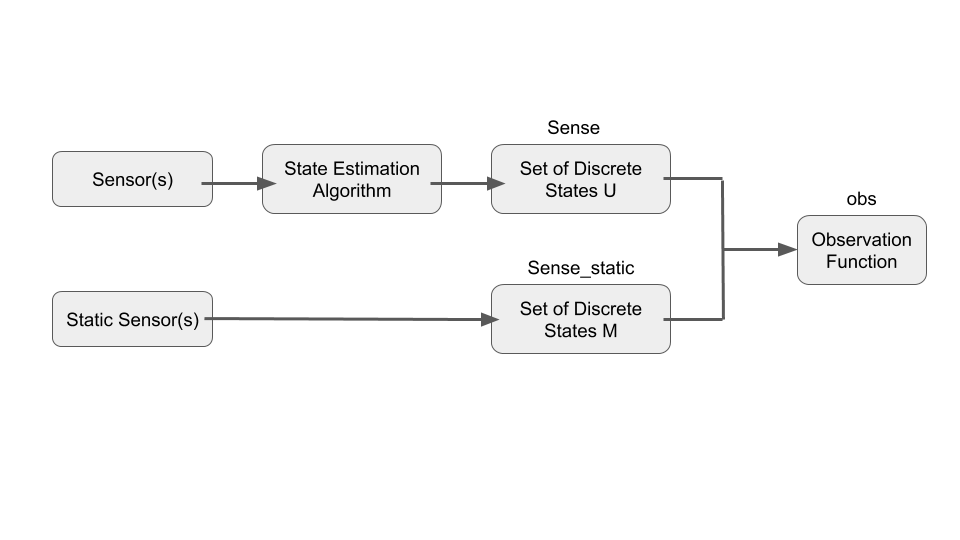 Sense
Sensor(s)
State Estimation
Algorithm
Set of Discrete
States U
obs
Observation
Function
Sense_static
Static Sensor(s)
Set of Discrete
States M